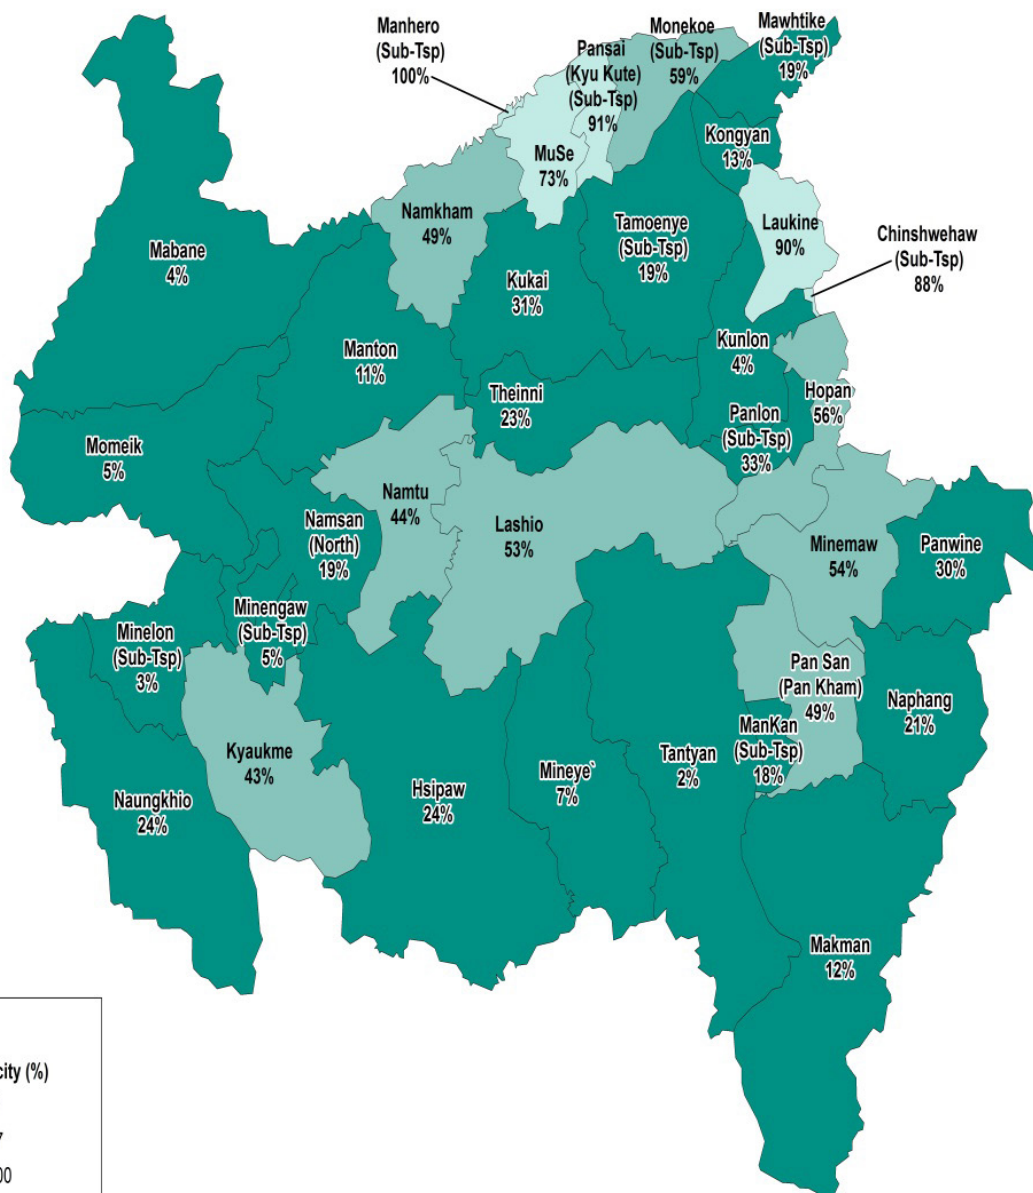 Manhero
(Sub-Tsp)
100%
Pansai
(Kyu Kute)
(Sub-Tsp)
91%
Monekoe
(Sub-Tsp)
59%
Mawhtike
(Sub-Tsp)
19%
Kongyan
13%
MuSe
73%
Namkham
49%
Tamoenye
(Sub-Tsp)
19%
Laukine
90%
Chinshwehaw
(Sub-Tsp)
88%
Mabane
4%
Kukai
31%
Manton
11%
Kunlon
4%
Theinni
23%
Hopan
56%
Panlon
(Sub-Tsp)
33%
Momeik
5%
Namtu
44%
Namsan
(North)
19%
Lashio
53%
Minemaw
54%
Panwine
30%
Minelon
(Sub-Tsp)
3%
Minengaw
(Sub-Tsp)
5%
Pan San
(Pan Kham)
49%
Naphang
21%
ManKan
(Sub-Tsp)
18%
Kyaukme
43%
Tantyan
2%
Mineye`
7%
Hsipaw
24%
Naungkhio
24%
Makman
12%
city (%)